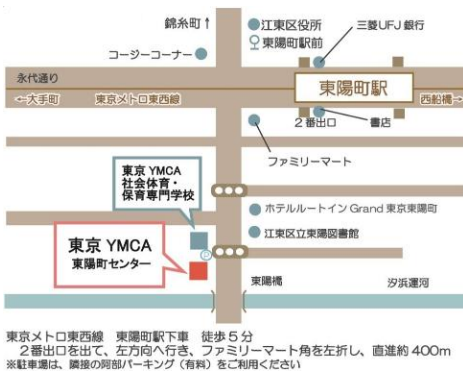 錦糸町↑
江東区役所
東陽町駅前
三菱UFJ銀行
コージーコーナー
永代通り
東陽町駅
←大手町
東京メトロ東西線
西船橋→
2番出口
書店
ファミリーマート
東京YMCA
社会体育・
保育専門学校
ホテルルートイン Grand 東京東陽町
江東区立東陽図書館
東京 YMCA
東陽町センター
東陽橋
汐浜運河
東京メトロ東西線 東陽町駅下車 徒歩5分
2番出口を出て、左方向へ行き、ファミリーマート角を左折し、直進約400m
※駐車場は、隣接の阿部パーキング(有料)をご利用ください